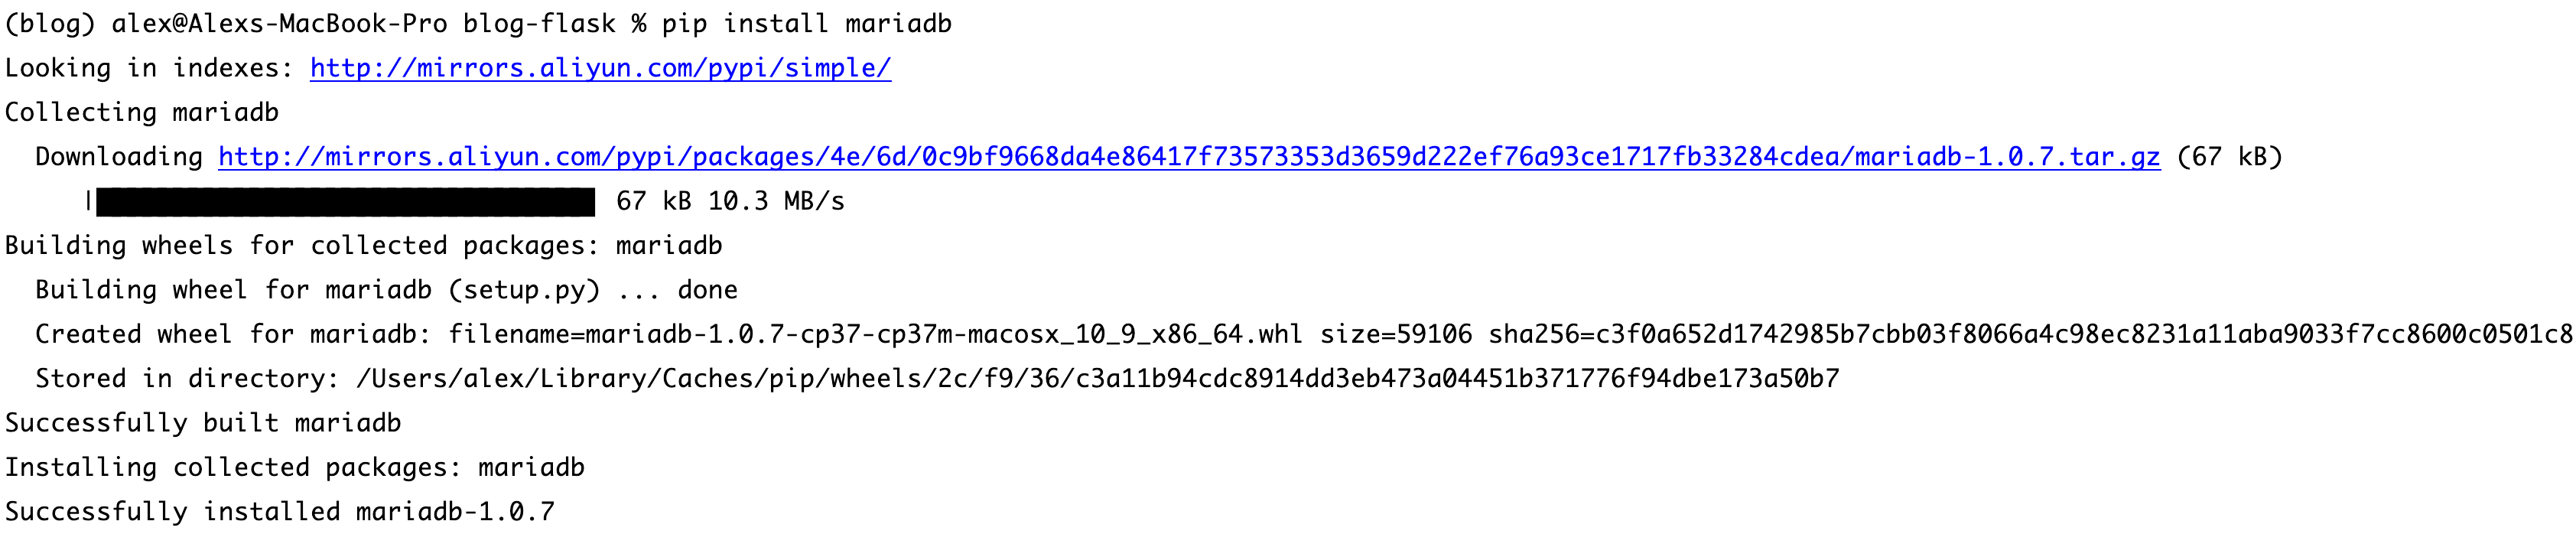 (blog) alex@Alexs-MacBook-Pro blog-flask % pip install mariadb
Looking in indexes: http://mirrors.aliyun.com/pypi/simple/
Collecting mariadb
  Downloading http://mirrors.aliyun.com/pypi/packages/4e/6d/0c9bf9668da4e86417f73573353d3659d222ef76a93ce1717fb33284cdea/mariadb-1.0.7.tar.gz (67 kB)
     |████████████████████████████████ 67 kB 10.3 MB/s
Building wheels for collected packages: mariadb
  Building wheel for mariadb (setup.py) ... done
  Created wheel for mariadb: filename=mariadb-1.0.7-cp37-cp37m-macosx_10_9_x86_64.whl size=59106 sha256=c3f0a652d1742985b7cbb03f8066a4c98ec8231a11aba9033f7cc8600c0501c8
  Stored in directory: /Users/alex/Library/Caches/pip/wheels/2c/f9/36/c3a11b94cdc8914dd3eb473a04451b371776f94dbe173a50b7
Successfully built mariadb
Installing collected packages: mariadb
Successfully installed mariadb-1.0.7